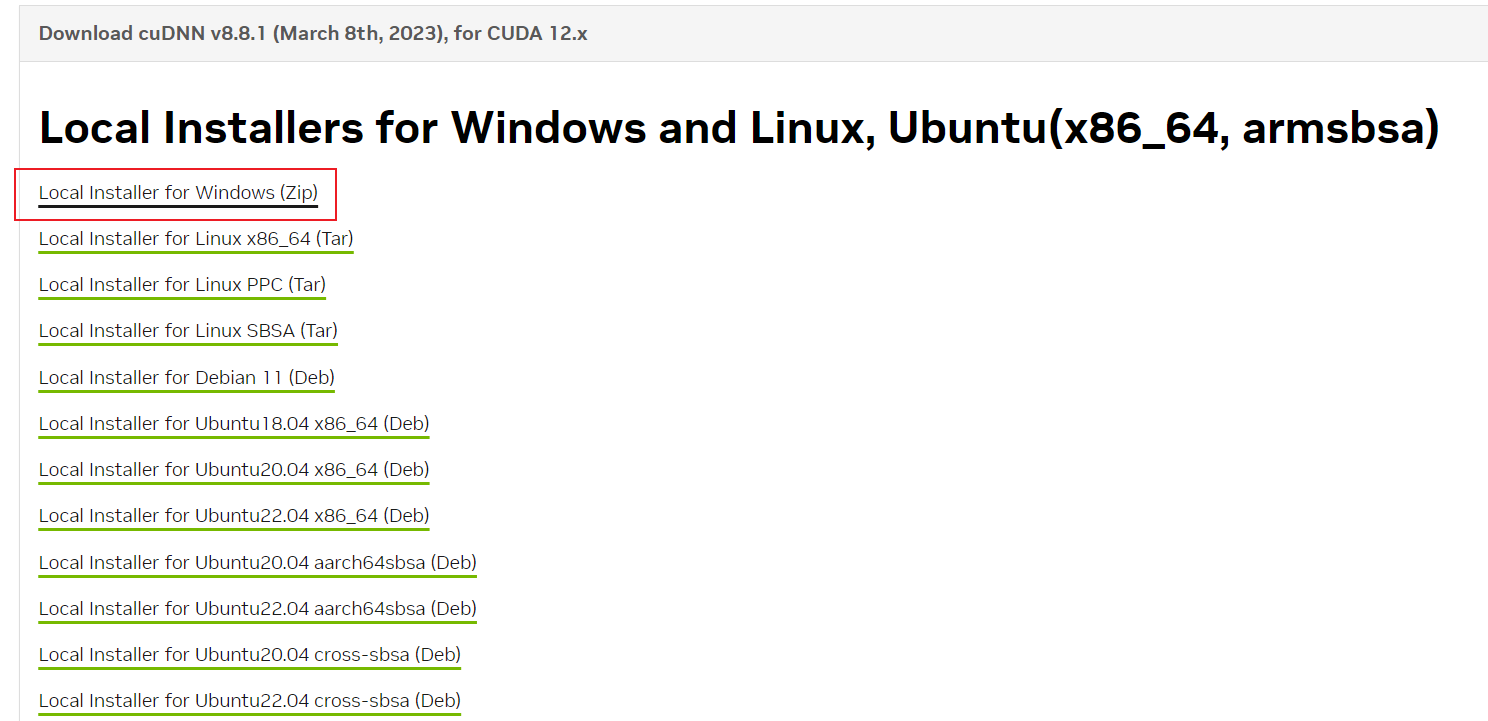 Download cuDNN v8.8.1 (March 8th, 2023), for CUDA 12.x
Local Installers for Windows and Linux, Ubuntu(x86_64, armsbsa)
Local Installer for Windows (Zip)
Local Installer for Linux x86_64 (Tar)
Local Installer for Linux PPC (Tar)
Local Installer for Linux SBSA (Tar)
Local Installer for Debian 11 (Deb)
Local Installer for Ubuntu18.04 x86_64 (Deb)
Local Installer for Ubuntu20.04 x86_64 (Deb)
Local Installer for Ubuntu22.04 x86_64 (Deb)
Local Installer for Ubuntu20.04 aarch64sbsa (Deb)
Local Installer for Ubuntu22.04 aarch64sbsa (Deb)
Local Installer for Ubuntu20.04 cross-sbsa (Deb)
Local Installer for Ubuntu22.04 cross-sbsa (Deb)